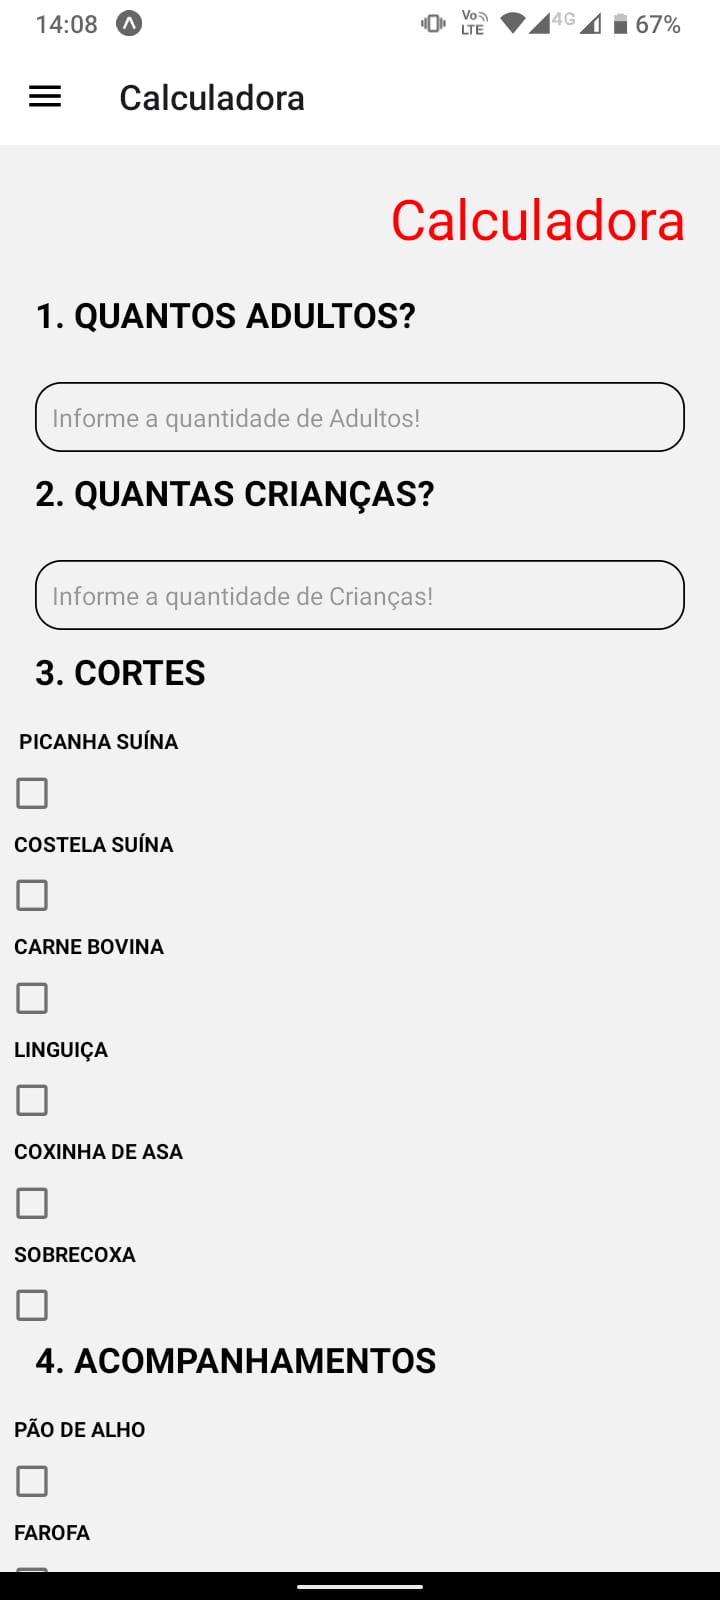 14:08
Vo
LTE
4G
67%
Calculadora
Calculadora
1. QUANTOS ADULTOS?
Informe a quantidade de Adultos!
2. QUANTAS CRIANÇAS?
Informe a quantidade de Crianças!
3. CORTES
PICANHA SUÍNA
COSTELA SUÍNA
CARNE BOVINA
LINGUIÇA
COXINHA DE ASA
SOBRECOXA
4. ACOMPANHAMENTOS
PÃO DE ALHO
FAROFA